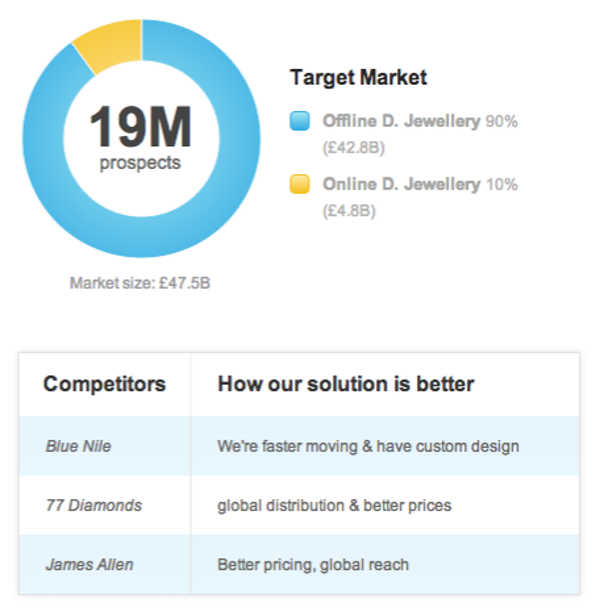 19M
prospects
Market size: £47.5B
Target Market
Offline D. Jewellery 90%
(£42.8B)
Online D. Jewellery 10%
(£4.8B)
Competitors How our solution is better
Blue Nile We're faster moving & have custom design
77 Diamonds global distribution & better prices
James Allen Better pricing, global reach